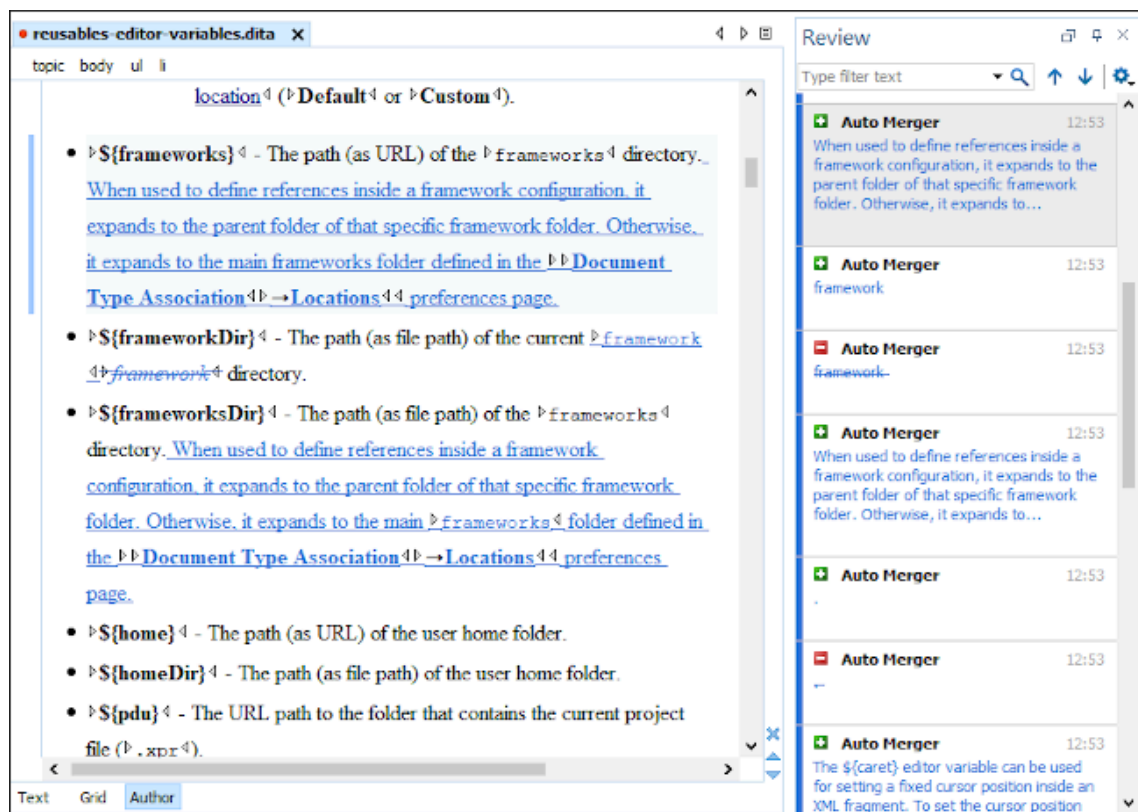 reusables-editor-variables.dita
topic body ul li
location (Default or Custom).
• ${frameworks} - The path (as URL) of the frameworks directory.
When used to define references inside a framework configuration, it
expands to the parent folder of that specific framework folder. Otherwise,
it expands to the main frameworks folder defined in the Document
Type Association →Locations preferences page.
• ${frameworkDir} - The path (as file path) of the current framework
framework directory.
• ${frameworksDir} - The path (as file path) of the frameworks
directory. When used to define references inside a framework
configuration, it expands to the parent folder of that specific framework
folder. Otherwise, it expands to the main frameworks folder defined in
the Document Type Association →Locations preferences
page.
• ${home} - The path (as URL) of the user home folder.
• ${homeDir} - The path (as file path) of the user home folder.
• ${pdu} - The URL path to the folder that contains the current project
file (.xpr).
Text Grid Author
Review
Type filter text
Auto Merger 12:53
When used to define references inside a
framework configuration, it expands to the
parent folder of that specific framework
folder. Otherwise, it expands to...
Auto Merger 12:53
framework
Auto Merger 12:53
framework
Auto Merger 12:53
When used to define references inside a
framework configuration, it expands to the
parent folder of that specific framework
folder. Otherwise, it expands to...
Auto Merger 12:53
.
Auto Merger 12:53
Auto Merger 12:53
The ${caret} editor variable can be used
for setting a fixed cursor position inside an
XML fragment. To set the cursor position